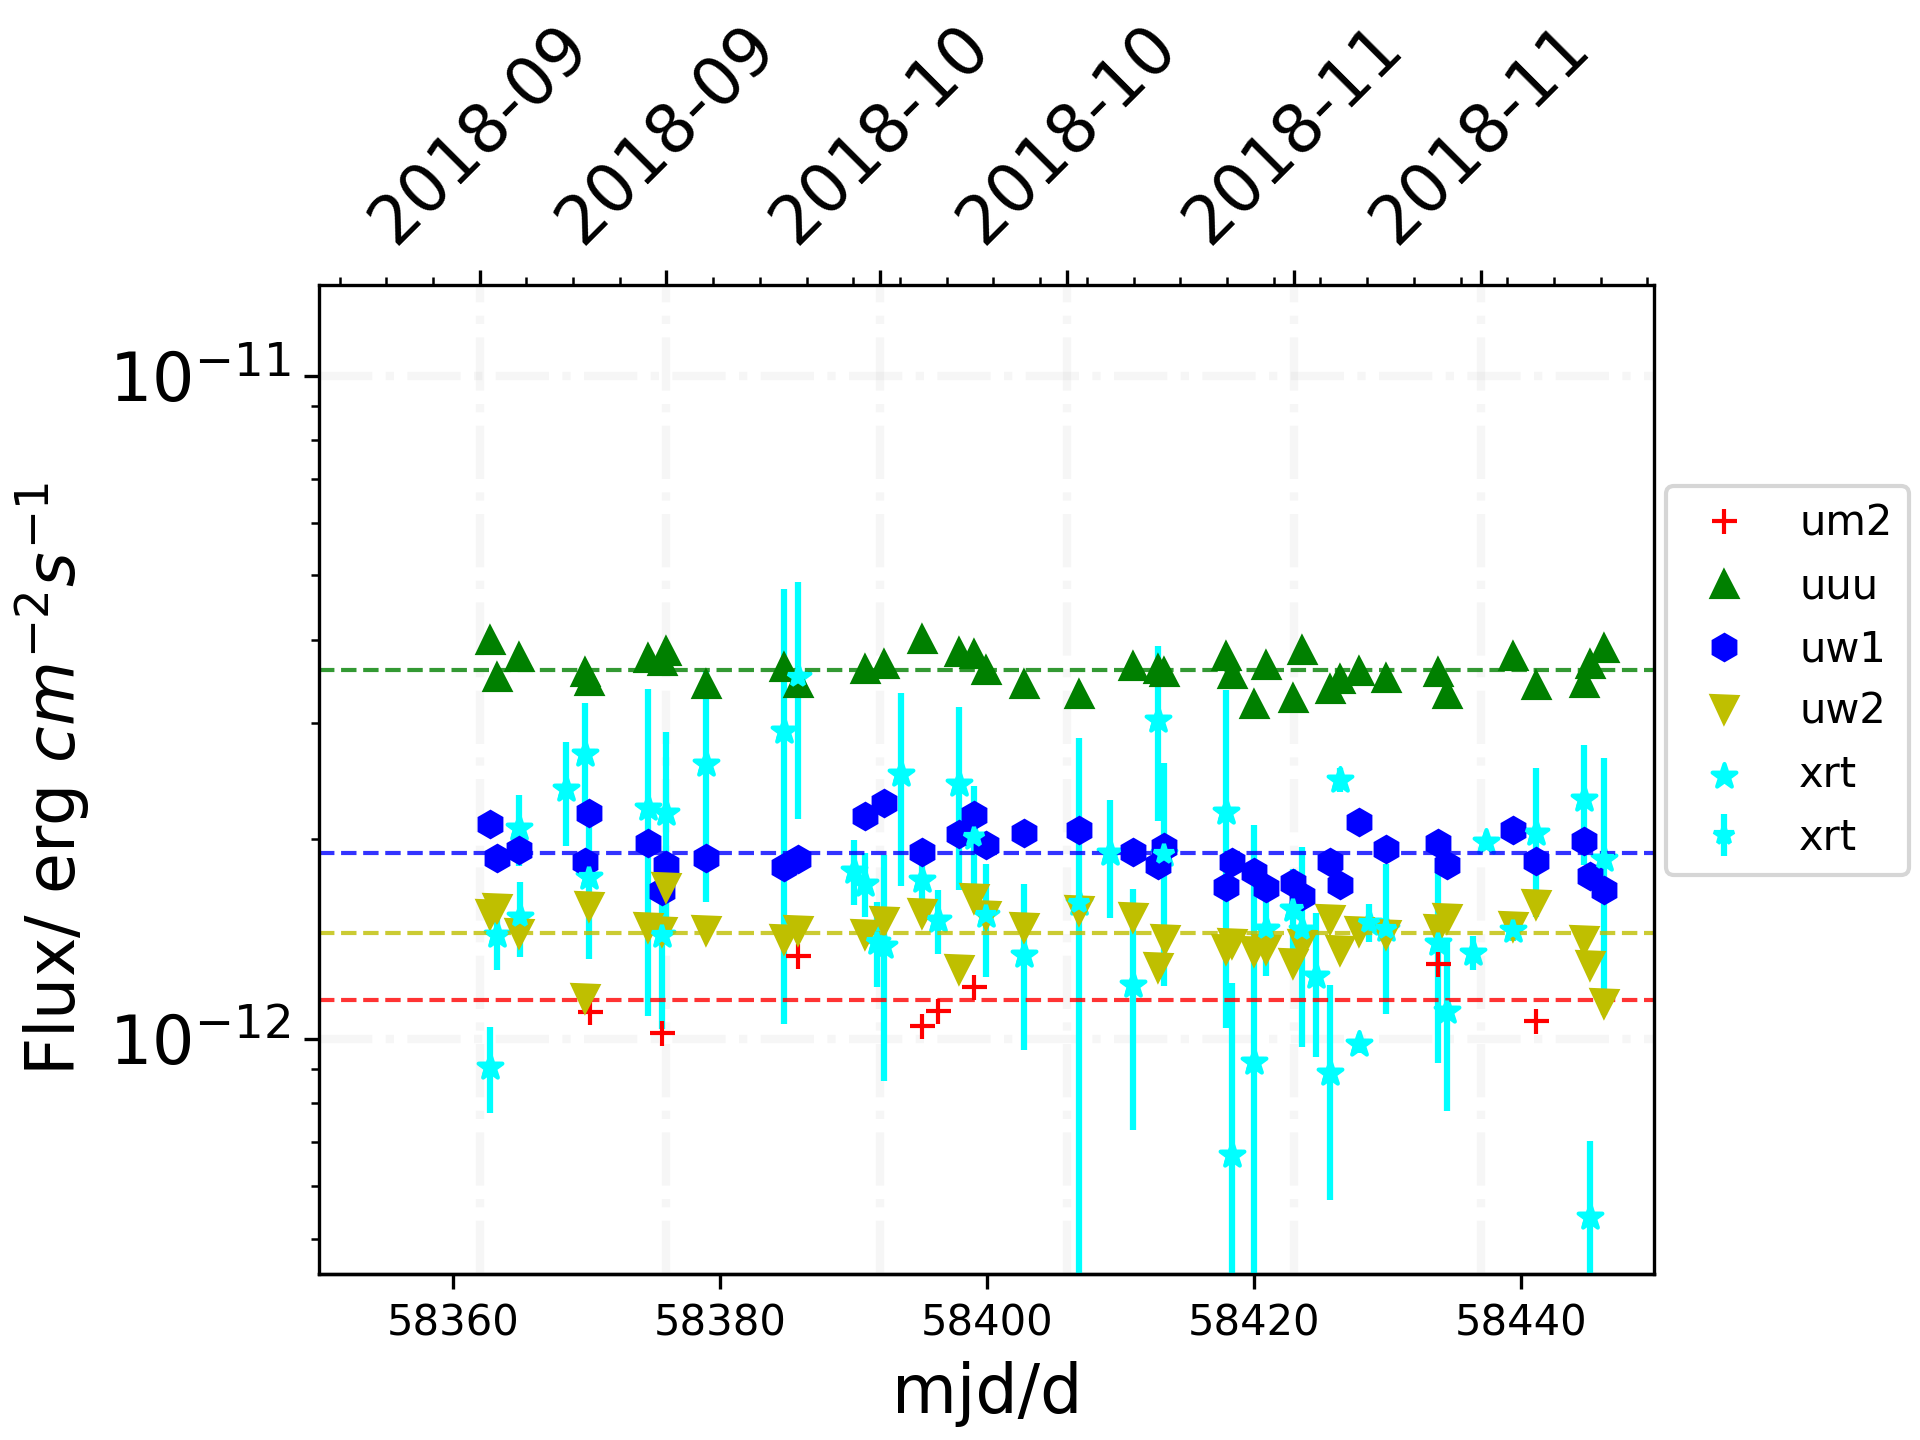 2018-09
2018-09
2018-10
2018-10
2018-11
2018-11
10⁻¹¹
10⁻¹²
Flux/ erg cm⁻²s⁻¹
58360
58380
58400
58420
58440
mjd/d
um2
uuu
uw1
uw2
xrt
xrt